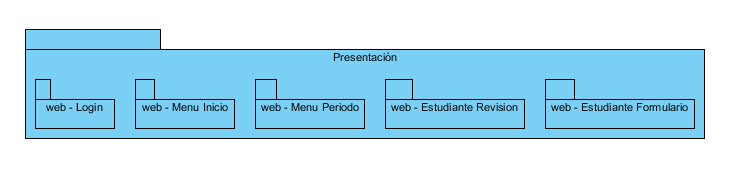 Presentación
web - Login
web - Menu Inicio
web - Menu Periodo
web - Estudiante Revision
web - Estudiante Formulario